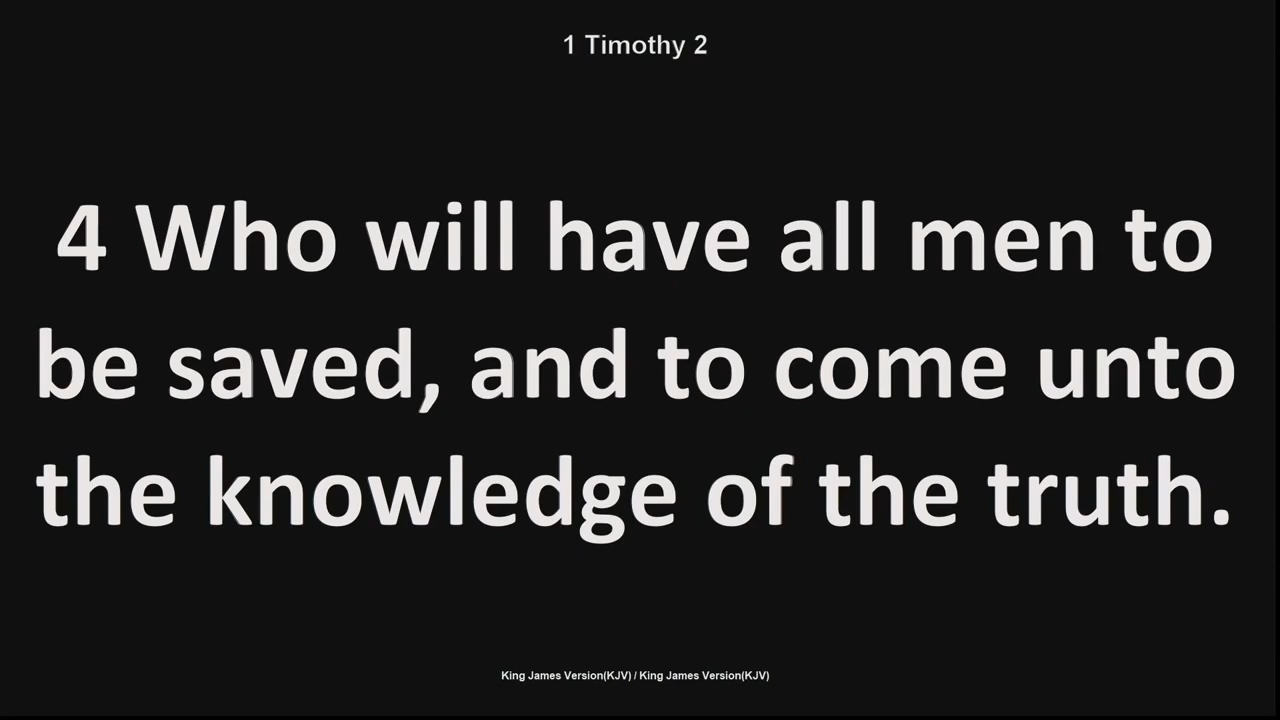 1 Timothy 2
4 Who will have all men to
be saved, and to come unto
the knowledge of the truth.
King James Version(KJV) / King James Version(KJV)